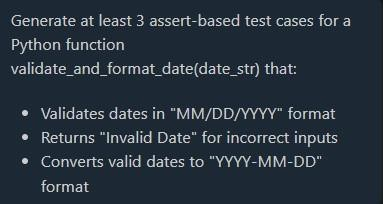 Generate at least 3 assert-based test cases for a
Python function
validate_and_format_date(date_str) that:
• Validates dates in "MM/DD/YYYY" format
• Returns "Invalid Date" for incorrect inputs
• Converts valid dates to "YYYY-MM-DD"
format